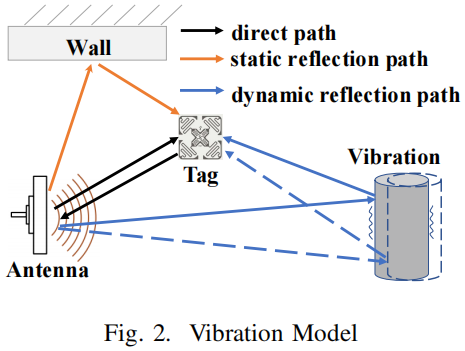 direct path
Wall
static reflection path
dynamic reflection path
Tag
Vibration
Antenna
Fig. 2. Vibration Model